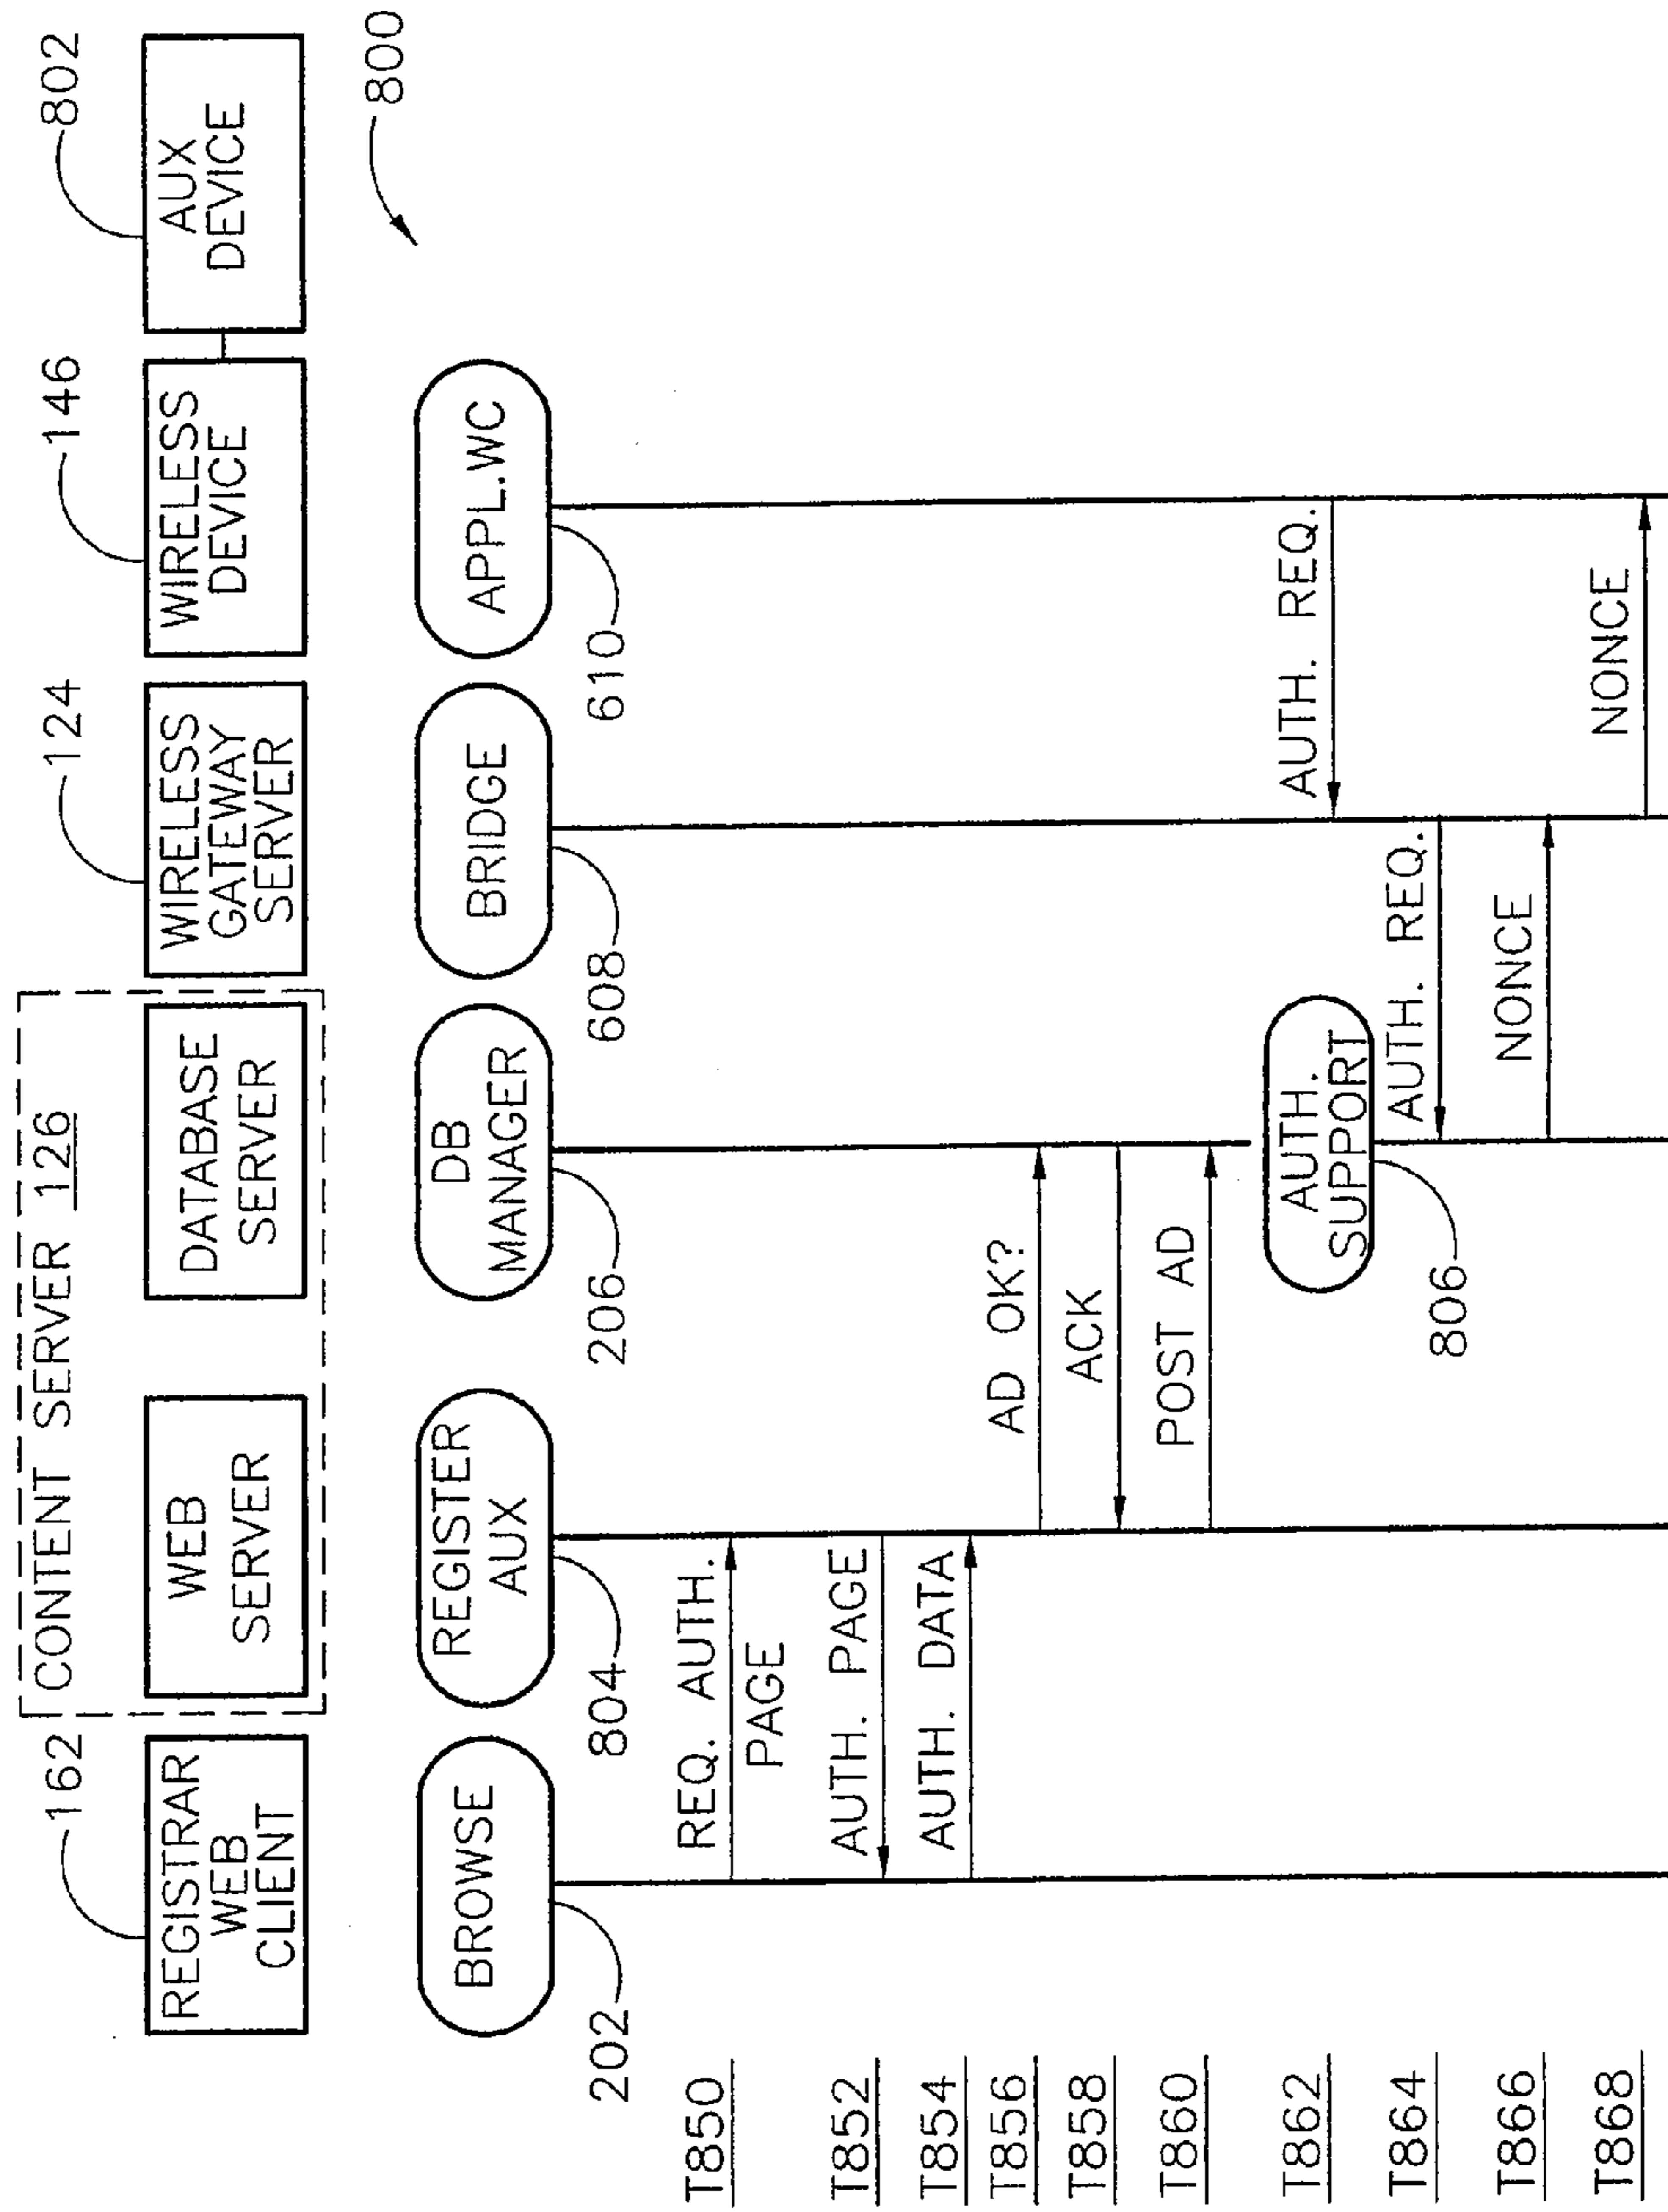 CONTENT SERVER 126
162
124
146
802
REGISTRAR
WEB
CLIENT
WEB
SERVER
DATABASE
SERVER
WIRELESS
GATEWAY
SERVER
WIRELESS
DEVICE
AUX
DEVICE
800
BROWSE
REGISTER
AUX
DB
MANAGER
BRIDGE
APPL.WC
202
804
206
608
610
T850
REQ. AUTH.
PAGE
T852
AUTH. PAGE
T854
AUTH. DATA
T856
AD OK?
T858
ACK
T860
POST AD
T862
AUTH.
SUPPORT
AUTH. REQ.
806
T864
AUTH. REQ.
T866
NONCE
T868
NONCE